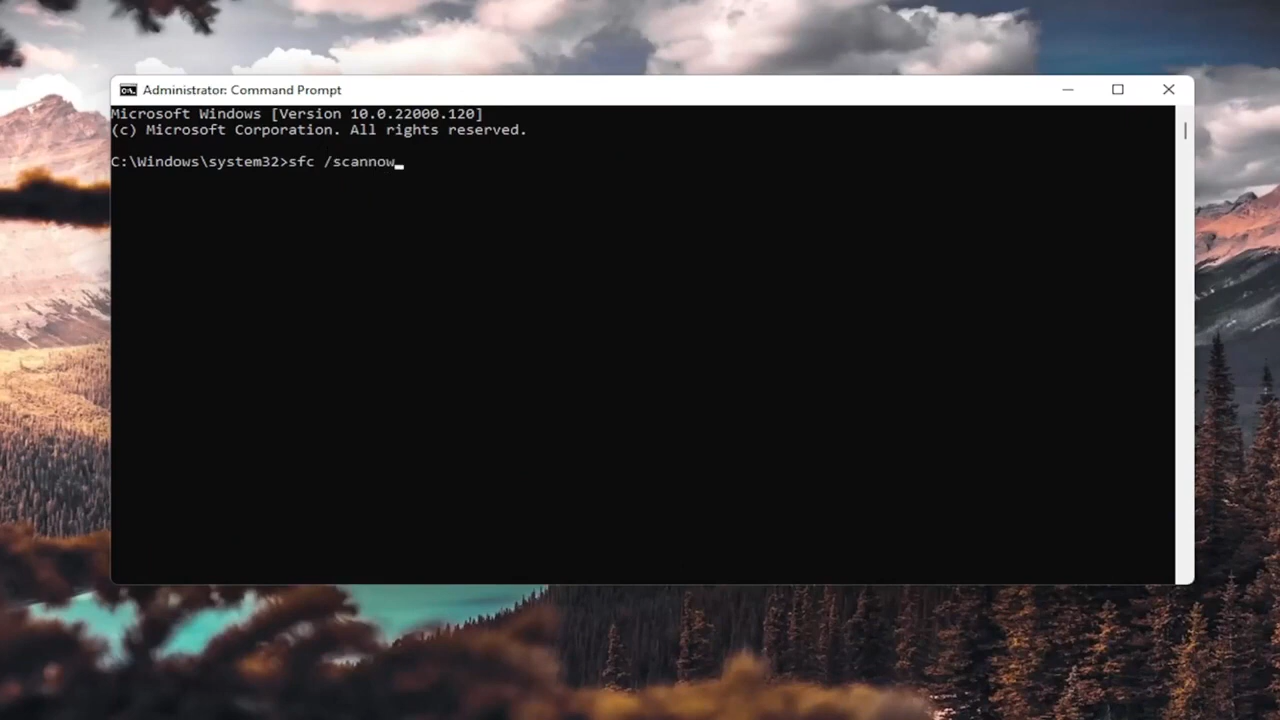 Administrator: Command Prompt
Microsoft Windows [Version 10.0.22000.120]
(c) Microsoft Corporation. All rights reserved.
C:\Windows\system32>sfc /scannow